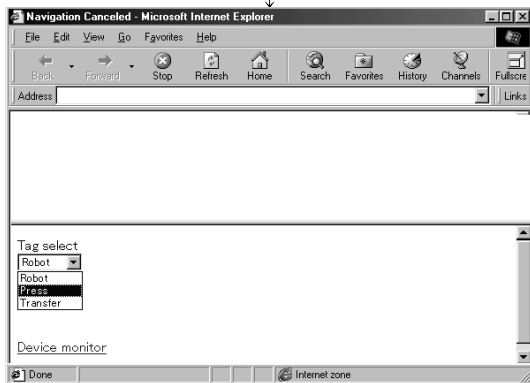 Navigation Canceled - Microsoft Internet Explorer
File Edit View Go Favorites Help
Back Forward Stop Refresh Home Search Favorites History Channels Fullscre
Address Links
Tag select
Robot
Robot
Press
Transfer
Device monitor
Done Internet zone